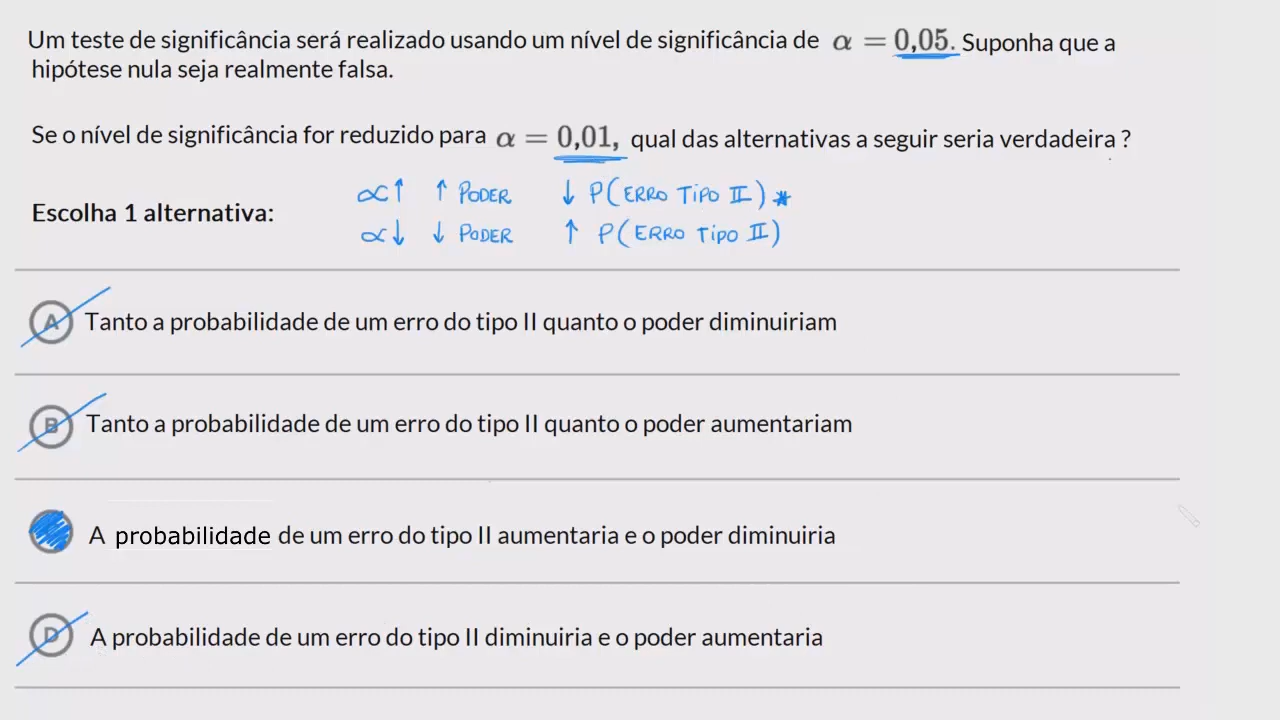 Um teste de significância será realizado usando um nível de significância de α = 0,05. Suponha que a
hipótese nula seja realmente falsa.
Se o nível de significância for reduzido para α = 0,01, qual das alternativas a seguir seria verdadeira ?
∝↑ ↑ PODER ↓ P(ERRO TIPO II)*
Escolha 1 alternativa:
∝↓ ↓ PODER ↑ P(ERRO TIPO II)
A Tanto a probabilidade de um erro do tipo II quanto o poder diminuiriam
B Tanto a probabilidade de um erro do tipo II quanto o poder aumentariam
A probabilidade de um erro do tipo II aumentaria e o poder diminuiria
D A probabilidade de um erro do tipo II diminuiria e o poder aumentaria